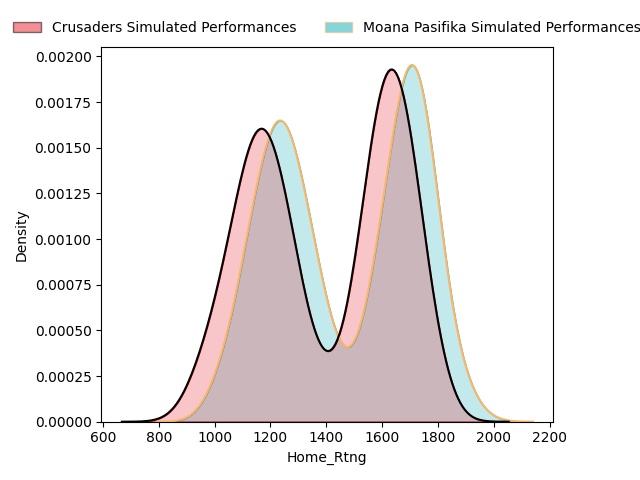 Crusaders Simulated Performances
Moana Pasifika Simulated Performances
0.00200
0.00175
0.00150
0.00125
0.00100
0.00075
0.00050
0.00025
0.00000
Density
600 800 1000 1200 1400 1600 1800 2000 2200
Home_Rtng